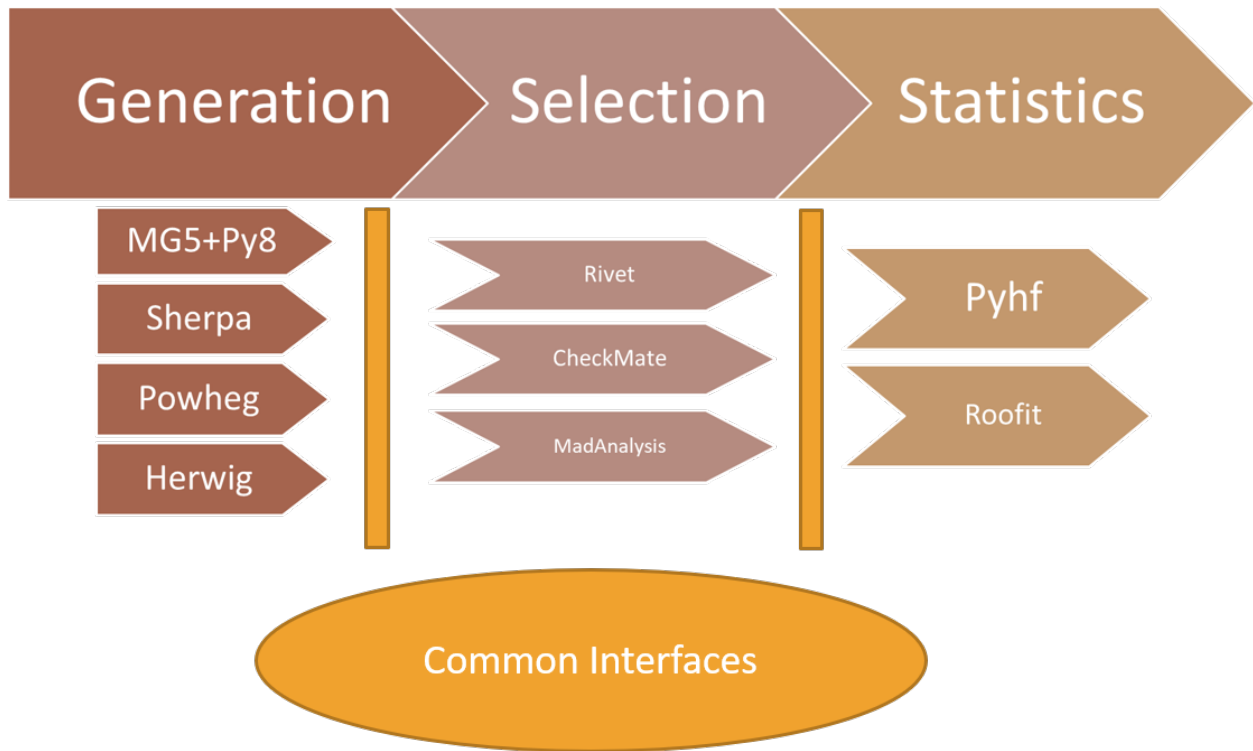 Generation
Selection
Statistics
MG5+Py8
Sherpa
Powheg
Herwig
Rivet
CheckMate
MadAnalysis
Pyhf
Roofit
Common Interfaces